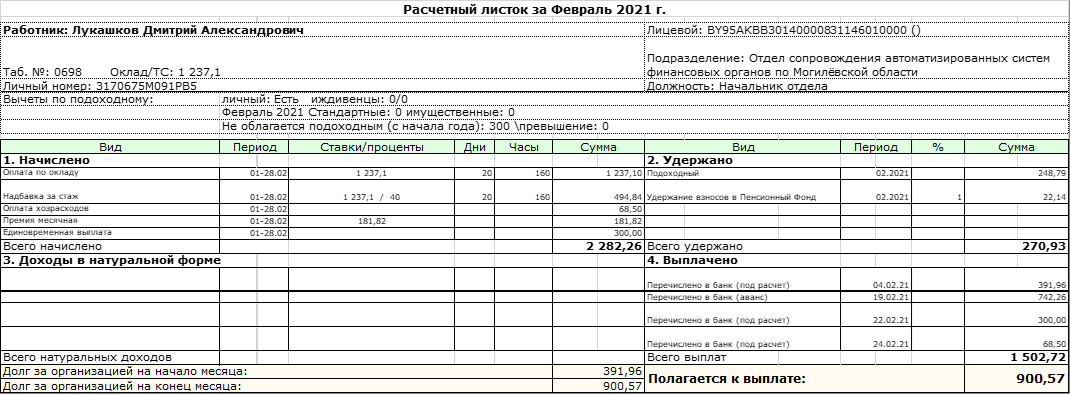 Расчетный листок за Февраль 2021 г.
Работник: Лукашков Дмитрий Александрович Лицевой: BY95AKBB30140000831146010000 ()
Таб. №: 0698 Оклад/ТС: 1 237,1 Подразделение: Отдел сопровождения автоматизированных систем
финансовых органов по Могилёвской области
Личный номер: 3170675M091PB5 Должность: Начальник отдела
Вычеты по подоходному: личный: Есть иждивенцы: 0/0
Февраль 2021 Стандартные: 0 имущественные: 0
Не облагается подоходным (с начала года): 300 \превышение: 0
Вид Период Ставки/проценты Дни Часы Сумма Вид Период % Сумма
1. Начислено 2. Удержано
Оплата по окладу 01-28.02 1 237,1 20 160 1 237,10 Подоходный 02.2021 248,79
Надбавка за стаж 01-28.02 1 237,1 / 40 20 160 494,84 Удержание взносов в Пенсионный Фонд 02.2021 1 22,14
Оплата хозрасходов 01-28.02 68,50
Премия месячная 01-28.02 181,82 181,82
Единовременная выплата 01-28.02 300,00
Всего начислено 2 282,26 Всего удержано 270,93
3. Доходы в натуральной форме 4. Выплачено
Перечислено в банк (под расчет) 04.02.21 391,96
Перечислено в банк (аванс) 19.02.21 742,26
Перечислено в банк (под расчет) 22.02.21 300,00
Перечислено в банк (под расчет) 24.02.21 68,50
Всего натуральных доходов Всего выплат 1 502,72
Долг за организацией на начало месяца: 391,96 Полагается к выплате: 900,57
Долг за организацией на конец месяца: 900,57